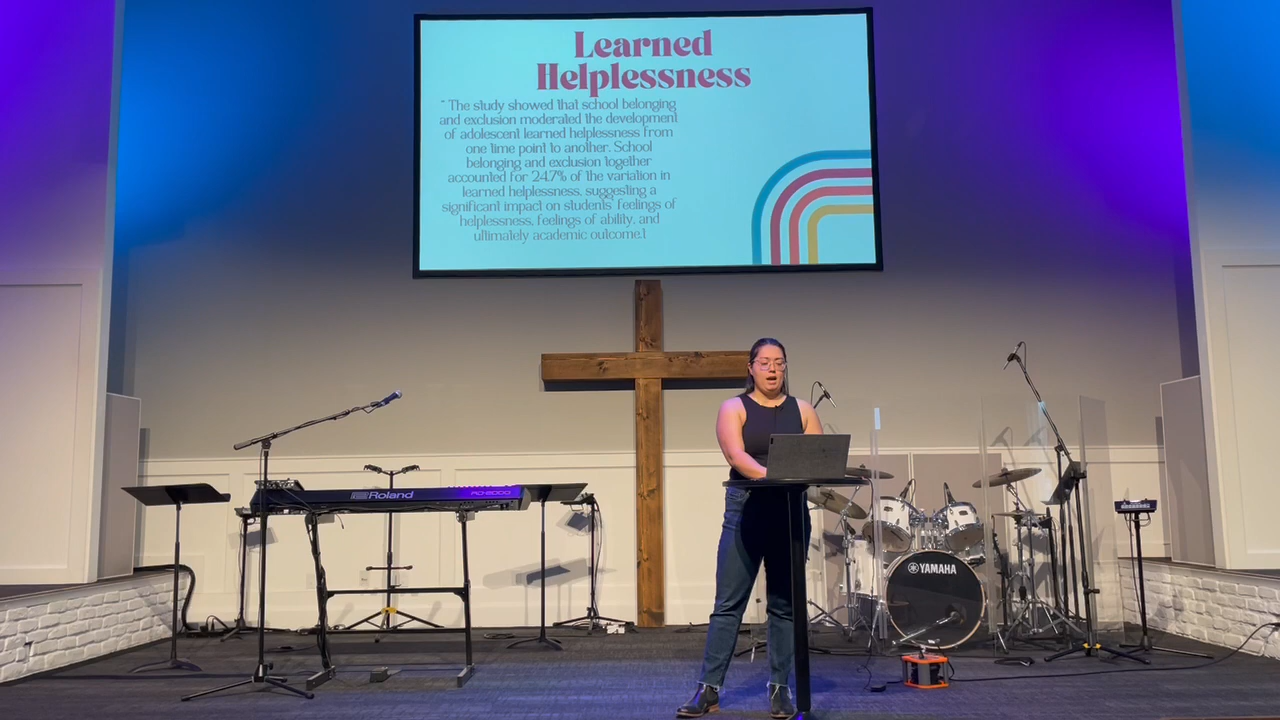 Learned
Helplessness
" The study showed that school belonging
and exclusion moderated the development
of adolescent learned helplessness from
one time point to another. School
belonging and exclusion together
accounted for 24.7% of the variation in
learned helplessness, suggesting a
significant impact on students' feelings of
helplessness, feelings of ability, and
ultimately academic outcome.t
Roland
RD-2000
YAMAHA